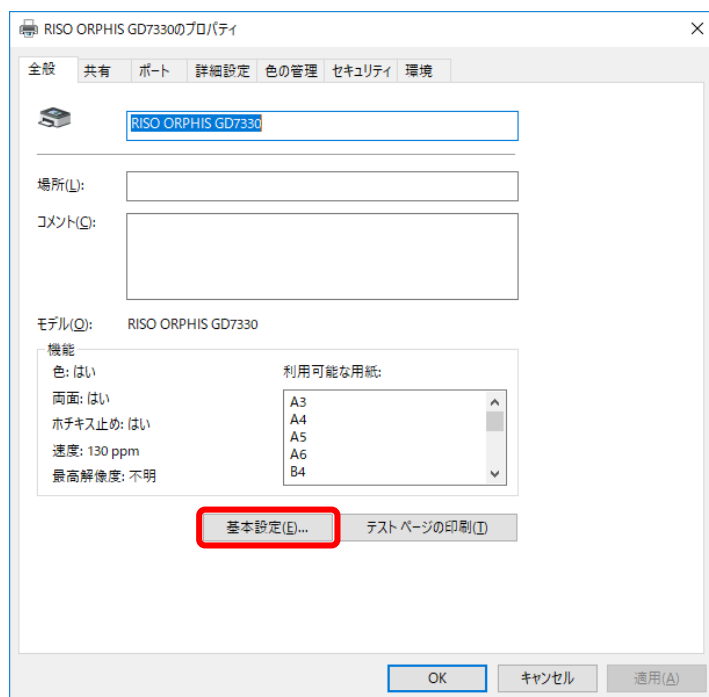 RISO ORPHIS GD7330のプロパティ
全般 共有 ポート 詳細設定 色の管理 セキュリティ 環境
RISO ORPHIS GD7330
場所(L):
コメント(C):
モデル(O): RISO ORPHIS GD7330
機能
色: はい 利用可能な用紙:
両面: はい
ホチキス止め: はい
速度: 130 ppm
最高解像度: 不明
A3
A4
A5
A6
B4
基本設定(E)... テスト ページの印刷(T)
OK キャンセル 適用(A)